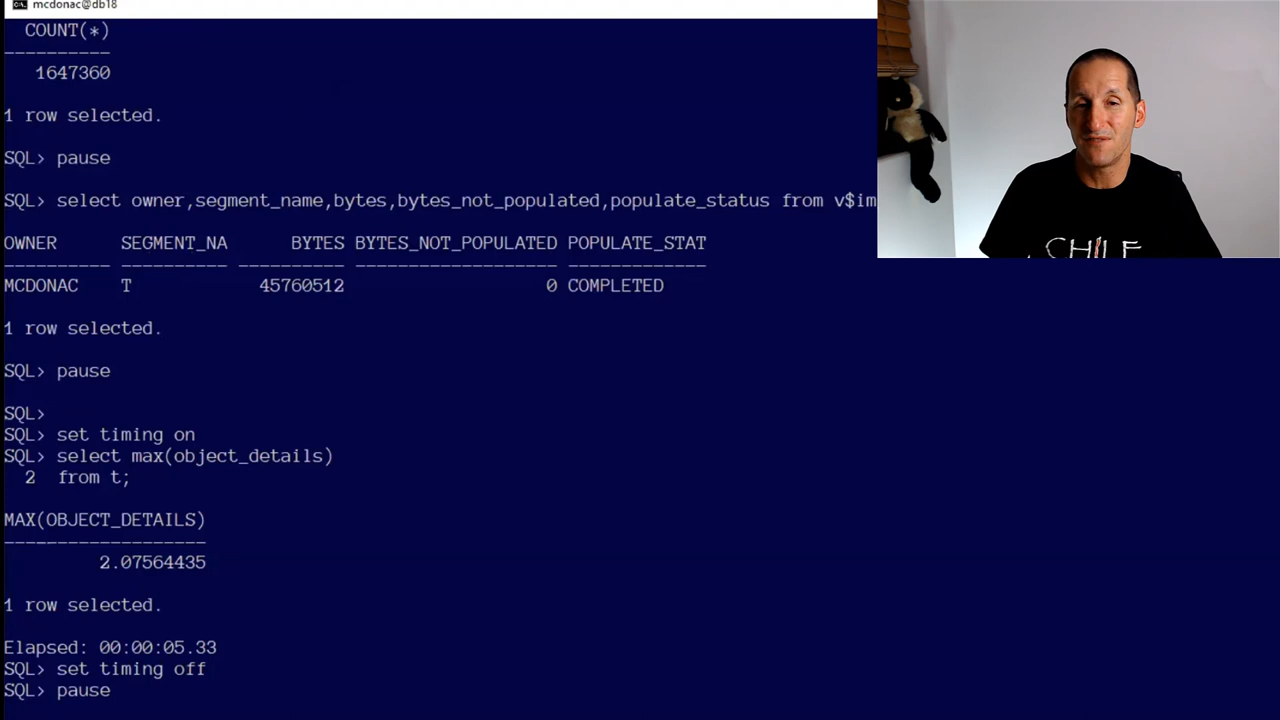 mcdonac@db18
COUNT(*)
----------
1647360
1 row selected.
SQL> pause
SQL> select owner,segment_name,bytes,bytes_not_populated,populate_status from v$im
OWNER SEGMENT_NA BYTES BYTES_NOT_POPULATED POPULATE_STAT
---------- ---------- ---------- ------------------- -------------
MCDONAC T 45760512 0 COMPLETED
1 row selected.
SQL> pause
SQL>
SQL> set timing on
SQL> select max(object_details)
2 from t;
MAX(OBJECT_DETAILS)
-------------------
2.07564435
1 row selected.
Elapsed: 00:00:05.33
SQL> set timing off
SQL> pause
CHILE